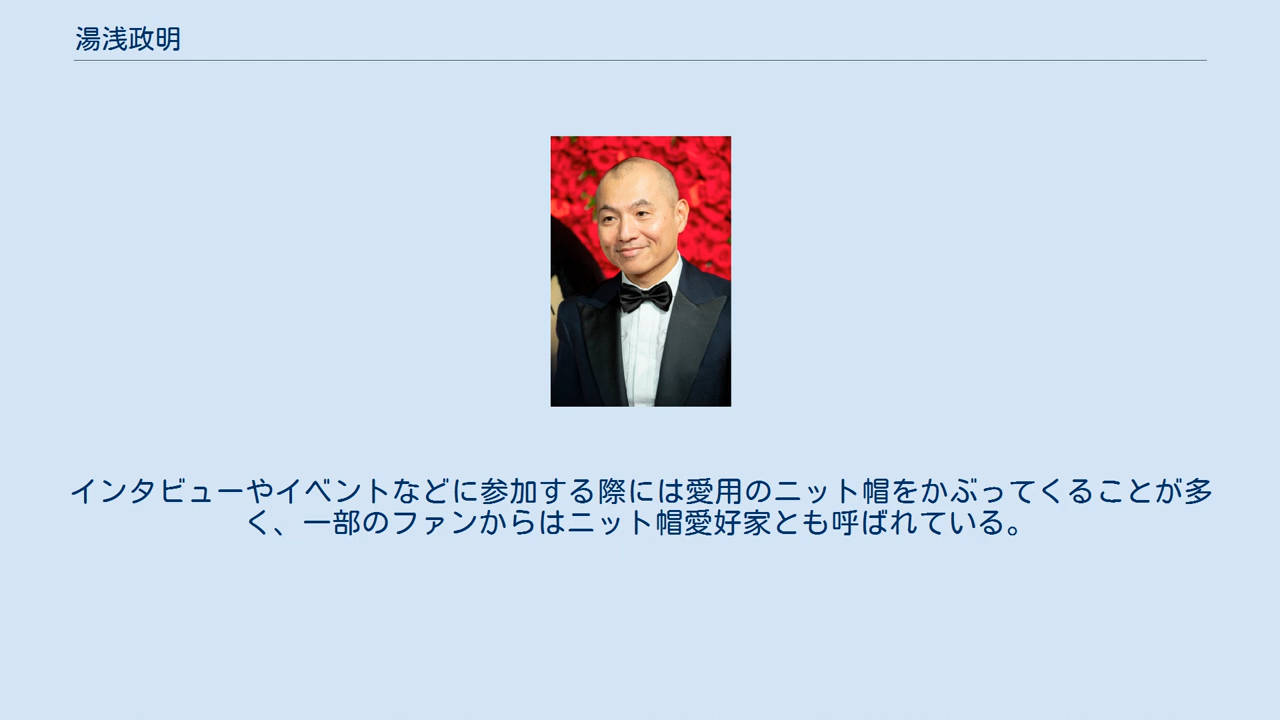 湯浅政明
インタビューやイベントなどに参加する際には愛用のニット帽をかぶってくることが多
く、一部のファンからはニット帽愛好家とも呼ばれている。